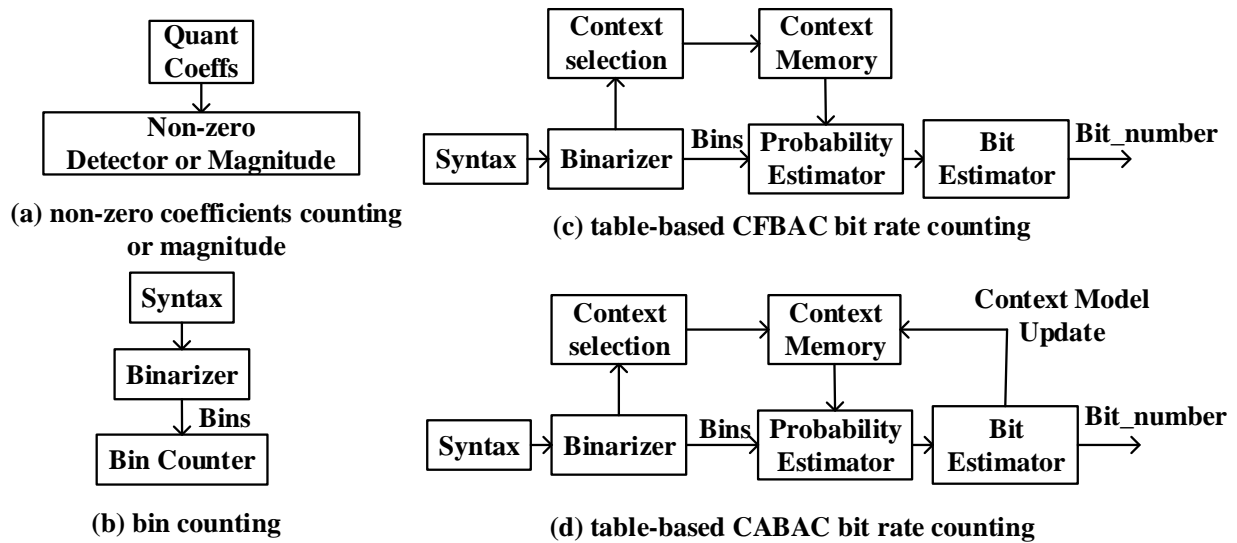 Quant
Coeffs
Non-zero
Detector or Magnitude
(a) non-zero coefficients counting
or magnitude
Syntax
Binarizer
Bins
Bin Counter
(b) bin counting
Context
selection
Context
Memory
Syntax
Binarizer
Bins
Probability
Estimator
Bit
Estimator
Bit_number
(c) table-based CFBAC bit rate counting
Context
selection
Context
Memory
Context Model
Update
Syntax
Binarizer
Bins
Probability
Estimator
Bit
Estimator
Bit_number
(d) table-based CABAC bit rate counting